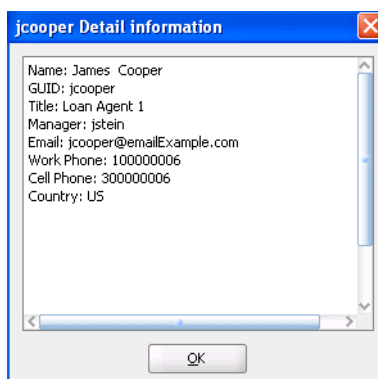 jcooper Detail information
Name: James  Cooper
GUID: jcooper
Title: Loan Agent 1
Manager: jstein
Email: jcooper@emailExample.com
Work Phone: 100000006
Cell Phone: 300000006
Country: US
OK